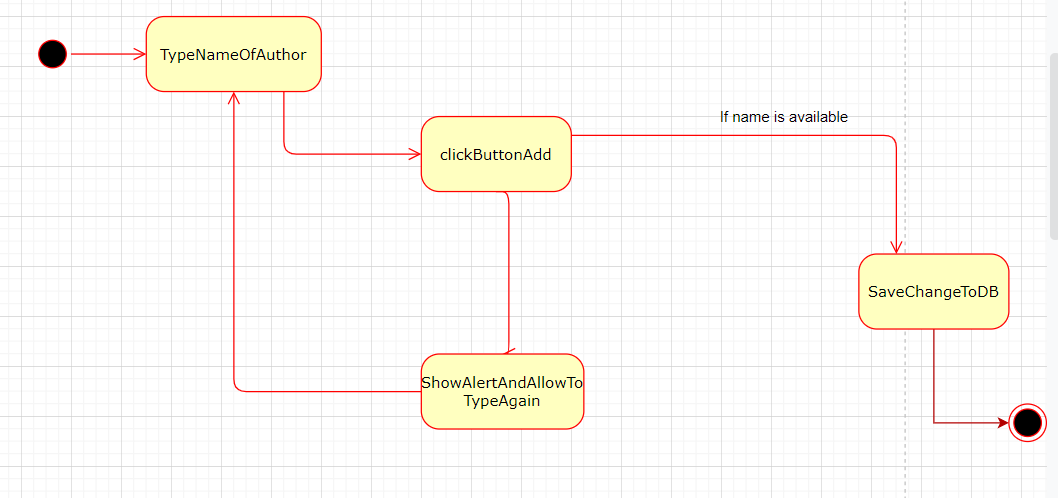 TypeNameOfAuthor
If name is available
clickButtonAdd
SaveChangeToDB
ShowAlertAndAllowTo
TypeAgain